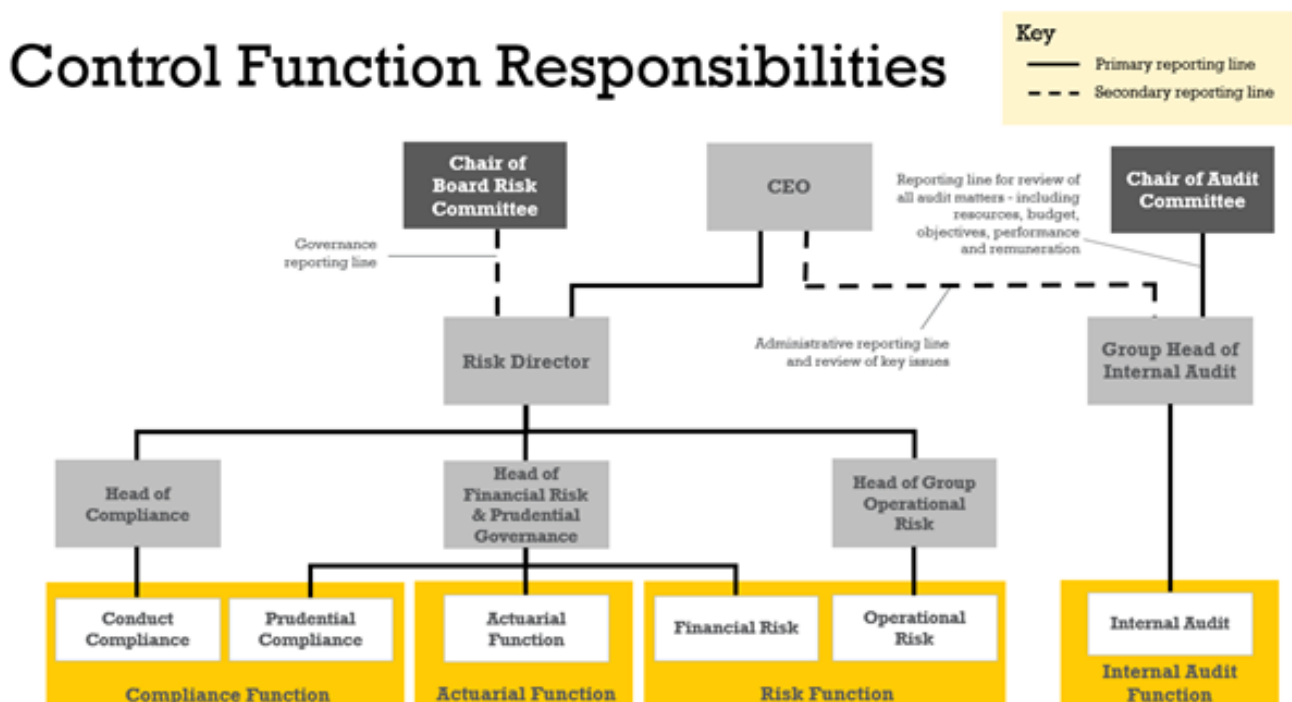 Control Function Responsibilities
Key
Primary reporting line
Secondary reporting line
Chair of
Board Risk
Committee
CEO
Reporting line for review of
all audit matters - including
resources, budget,
objectives, performance
and remuneration
Chair of Audit
Committee
Governance
reporting line
Administrative reporting line
and review of key issues
Risk Director
Group Head of
Internal Audit
Head of
Compliance
Head of
Financial Risk
& Prudential
Governance
Head of Group
Operational
Risk
Conduct
Compliance
Prudential
Compliance
Actuarial
Function
Financial Risk
Operational
Risk
Internal Audit
Compliance Function
Actuarial Function
Risk Function
Internal Audit
Function